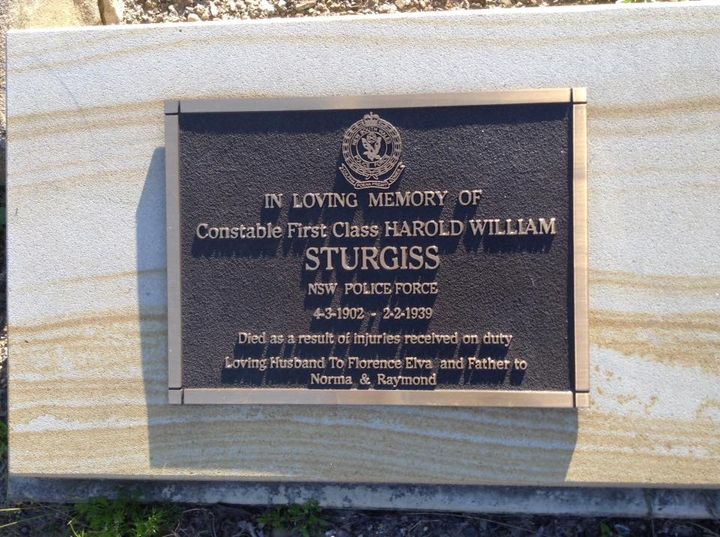 IN LOVING MEMORY OF
Constable First Class HAROLD WILLIAM
STURGISS
NSW POLICE FORCE
4-3-1902 - 2-2-1939
Died as a result of injuries received on duty
Loving Husband To Florence Elva and Father to
Norma & Raymond